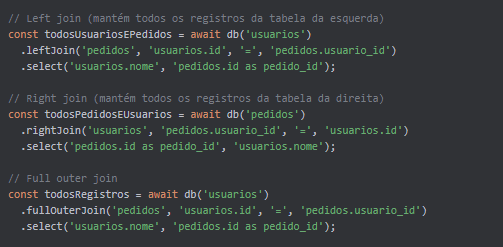 // Left join (mantém todos os registros da tabela da esquerda)
const todosUsuariosEPedidos = await db('usuarios')
.leftJoin('pedidos', 'usuarios.id', '=', 'pedidos.usuario_id')
.select('usuarios.nome', 'pedidos.id as pedido_id');
// Right join (mantém todos os registros da tabela da direita)
const todosPedidosEUsuarios = await db('pedidos')
.rightJoin('usuarios', 'pedidos.usuario_id', '=', 'usuarios.id')
.select('pedidos.id as pedido_id', 'usuarios.nome');
// Full outer join
const todosRegistros = await db('usuarios')
.fullOuterJoin('pedidos', 'usuarios.id', '=', 'pedidos.usuario_id')
.select('usuarios.nome', 'pedidos.id as pedido_id');